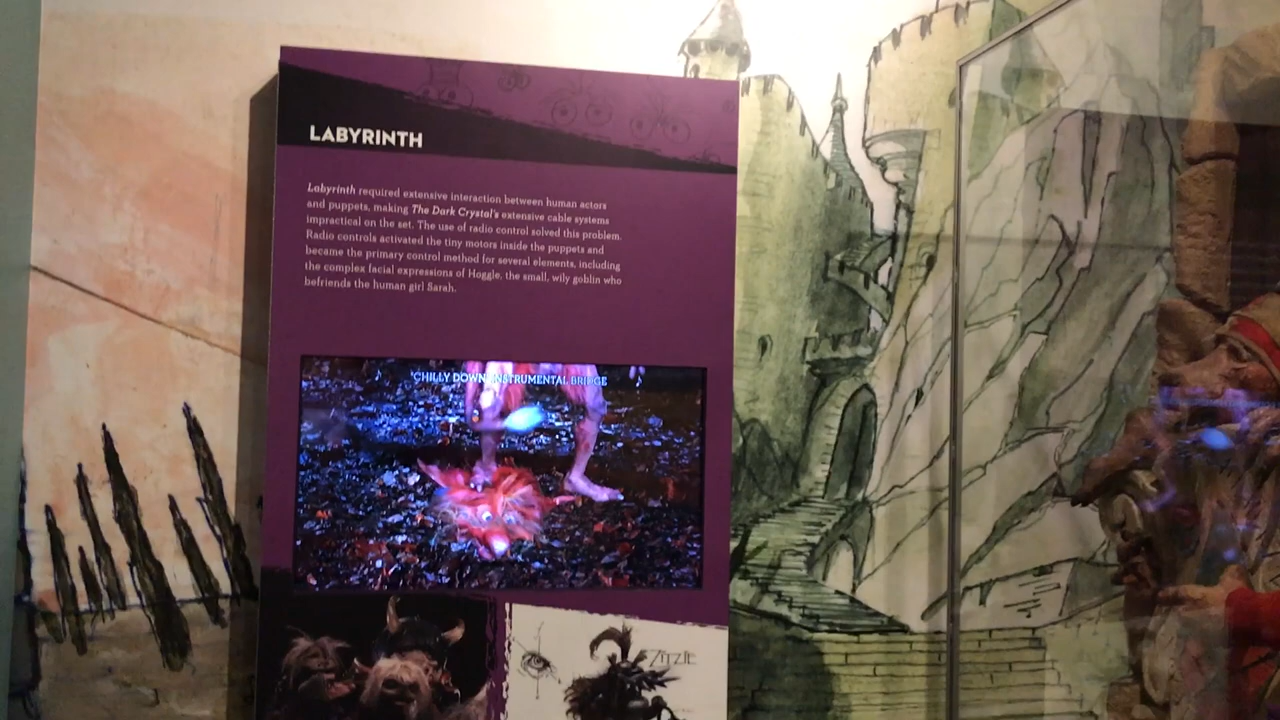 LABYRINTH
Labyrinth required extensive interaction between human actors
and puppets, making The Dark Crystal's extensive cable systems
impractical on the set. The use of radio control solved this problem.
Radio controls activated the tiny motors inside the puppets and
became the primary control method for several elements, including
the complex facial expressions of Hoggle, the small, wily goblin who
befriends the human girl Sarah.
♪ "CHILLY DOWN" INSTRUMENTAL BRIDGE ♪